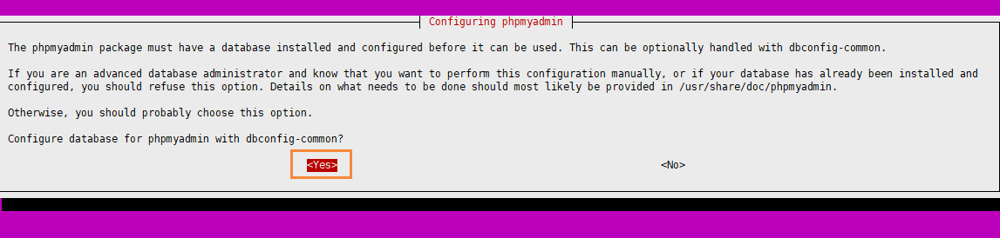 Configuring phpmyadmin
The phpmyadmin package must have a database installed and configured before it can be used. This can be optionally handled with dbconfig-common.
If you are an advanced database administrator and know that you want to perform this configuration manually, or if your database has already been installed and
configured, you should refuse this option. Details on what needs to be done should most likely be provided in /usr/share/doc/phpmyadmin.
Otherwise, you should probably choose this option.
Configure database for phpmyadmin with dbconfig-common?
<Yes> <No>